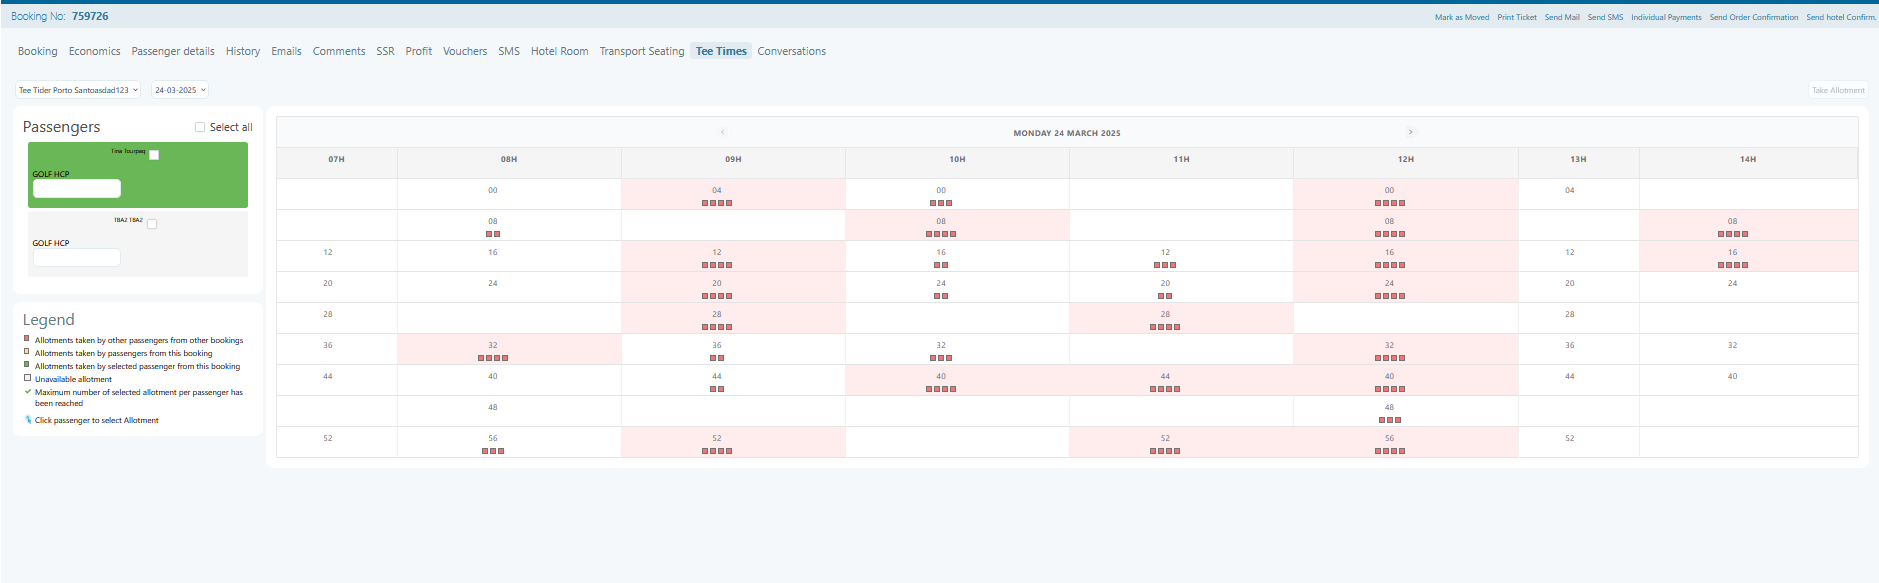 Booking No: 759726
Mark as Moved Print Ticket Send Mail Send SMS Individual Payments Send Order Confirmation Send hotel Confirm.
Booking Economics Passenger details History Emails Comments SSR Profit Vouchers SMS Hotel Room Transport Seating Tee Times Conversations
Tee Tider Porto Santoasdad123 24-03-2025 Take Allotment
Passengers Select all
Tina Tourpaq
GOLF HCP
TBA2 TBA2
GOLF HCP
Legend
Allotments taken by other passengers from other bookings
Allotments taken by passengers from this booking
Allotments taken by selected passenger from this booking
Unavailable allotment
Maximum number of selected allotment per passenger has
been reached
Click passenger to select Allotment
MONDAY 24 MARCH 2025
07H 08H 09H 10H 11H 12H 13H 14H
00 04 00 00 04
08 08 08 08
12 16 12 16 12 16 12 16
20 24 20 24 20 24 20 24
28 28 28 28
36 32 36 32 32 36 32
44 40 44 40 44 40 44 40
48 48
52 56 52 52 56 52